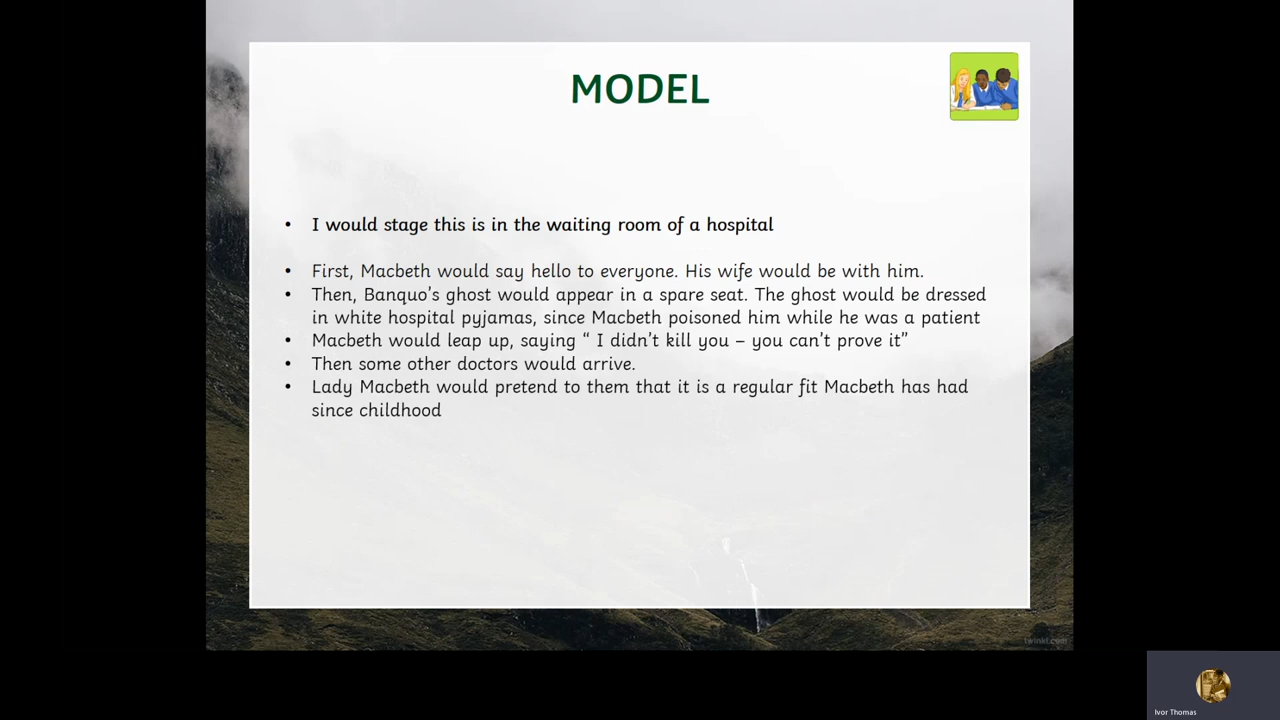 MODEL
• I would stage this is in the waiting room of a hospital
• First, Macbeth would say hello to everyone. His wife would be with him.
• Then, Banquo's ghost would appear in a spare seat. The ghost would be dressed
in white hospital pyjamas, since Macbeth poisoned him while he was a patient
• Macbeth would leap up, saying “ I didn't kill you – you can't prove it”
• Then some other doctors would arrive.
• Lady Macbeth would pretend to them that it is a regular fit Macbeth has had
since childhood
twinkl.com
Ivor Thomas